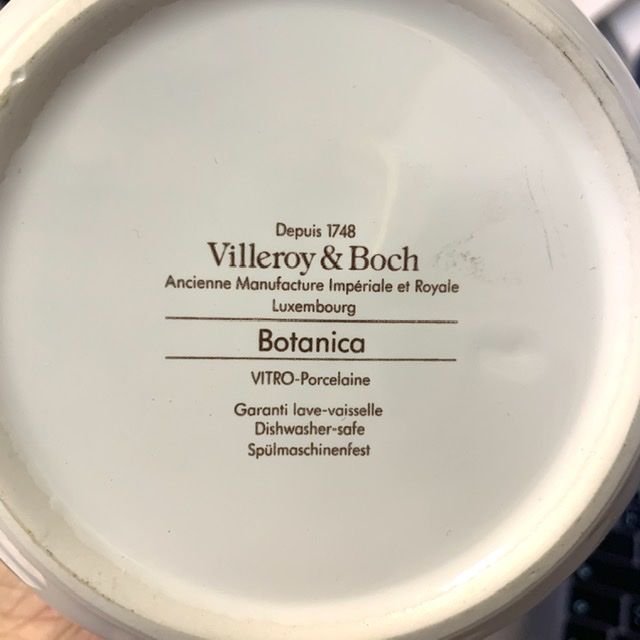 Depuis 1748
Villeroy & Boch
Ancienne Manufacture Impériale et Royale
Luxembourg
Botanica
VITRO-Porcelaine
Garanti lave-vaisselle
Dishwasher-safe
Spülmaschinenfest